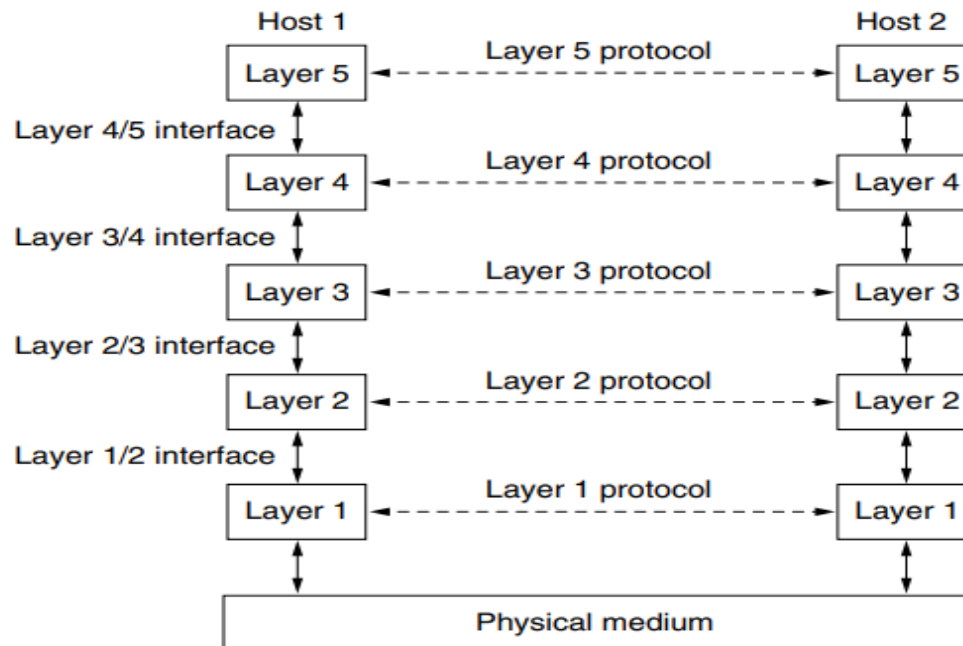 Host 1
Host 2
Layer 5
Layer 5 protocol
Layer 5
Layer 4/5 interface
Layer 4
Layer 4 protocol
Layer 4
Layer 3/4 interface
Layer 3
Layer 3 protocol
Layer 3
Layer 2/3 interface
Layer 2
Layer 2 protocol
Layer 2
Layer 1/2 interface
Layer 1
Layer 1 protocol
Layer 1
Physical medium